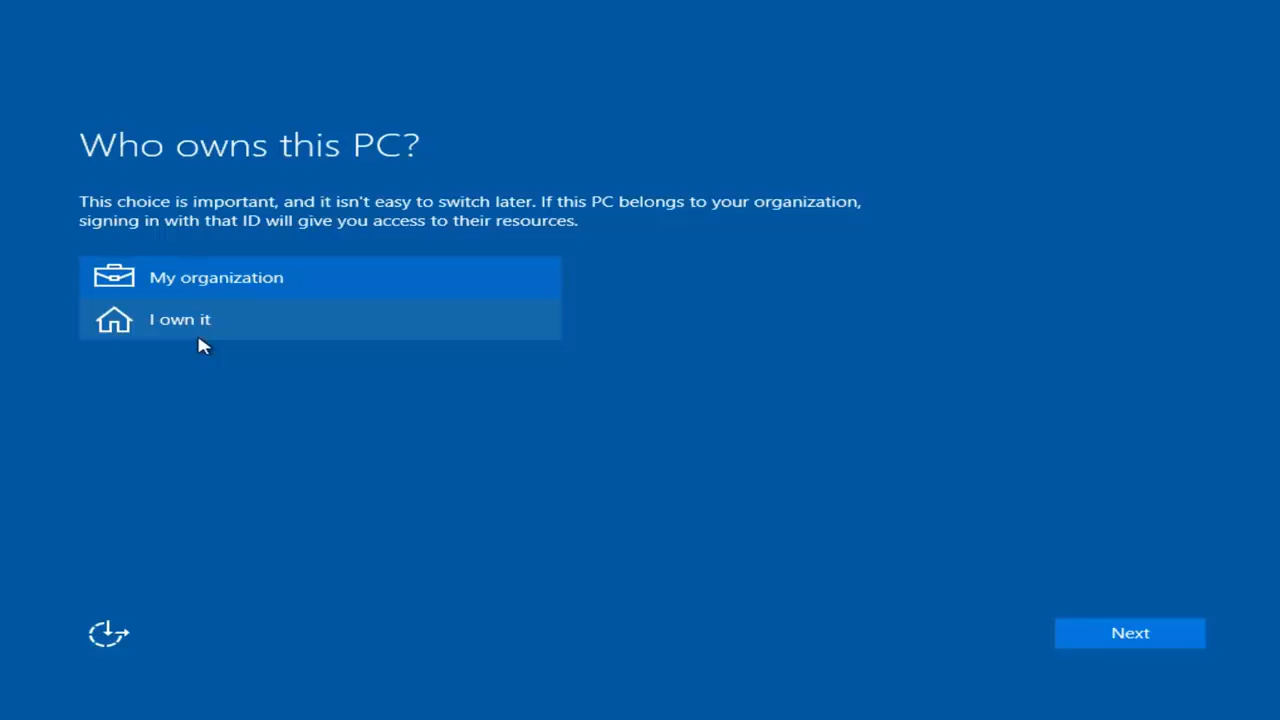 Who owns this PC?
This choice is important, and it isn't easy to switch later. If this PC belongs to your organization,
signing in with that ID will give you access to their resources.
My organization
I own it
Next